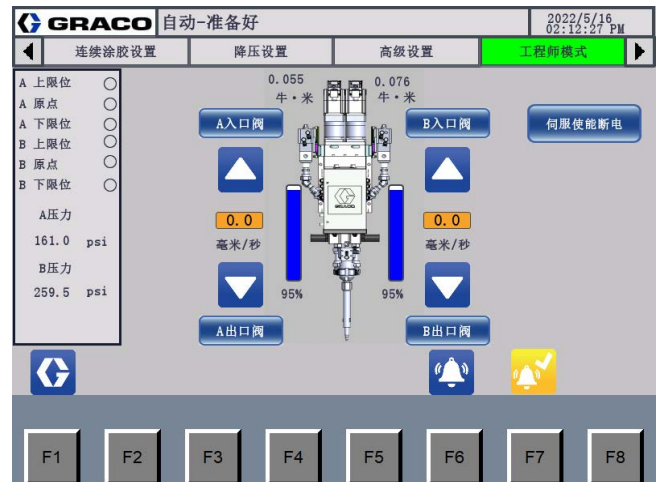 GRACO 自动-准备好 2022/5/16
02:12:27 PM
连续涂胶设置 降压设置 高级设置 工程师模式
A 上限位
A 原点
A 下限位
B 上限位
B 原点
B 下限位
A压力
161.0 psi
B压力
259.5 psi
0.055 0.076
牛·米 牛·米
A入口阀 B入口阀 伺服使能断电
GRACO
0.0 0.0
毫米/秒 毫米/秒
95% 95%
A出口阀 B出口阀
F1 F2 F3 F4 F5 F6 F7 F8